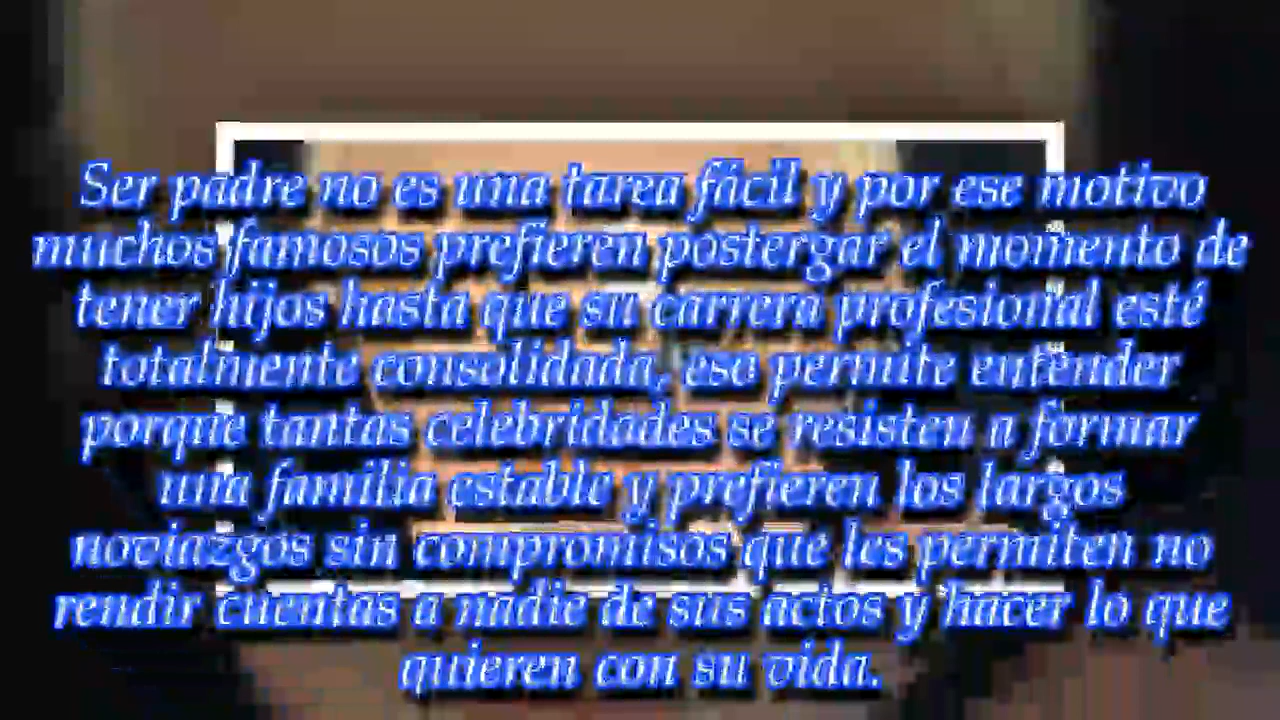 Ser padre no es una tarea fácil y por ese motivo
muchos famosos prefieren postergar el momento de
tener hijos hasta que su carrera profesional esté
totalmente consolidada, eso permite entender
porque tantas celebridades se resisten a formar
una familia estable y prefieren los largos
noviazgos sin compromisos que les permiten no
rendir cuentas a nadie de sus actos y hacer lo que
quieren con su vida.